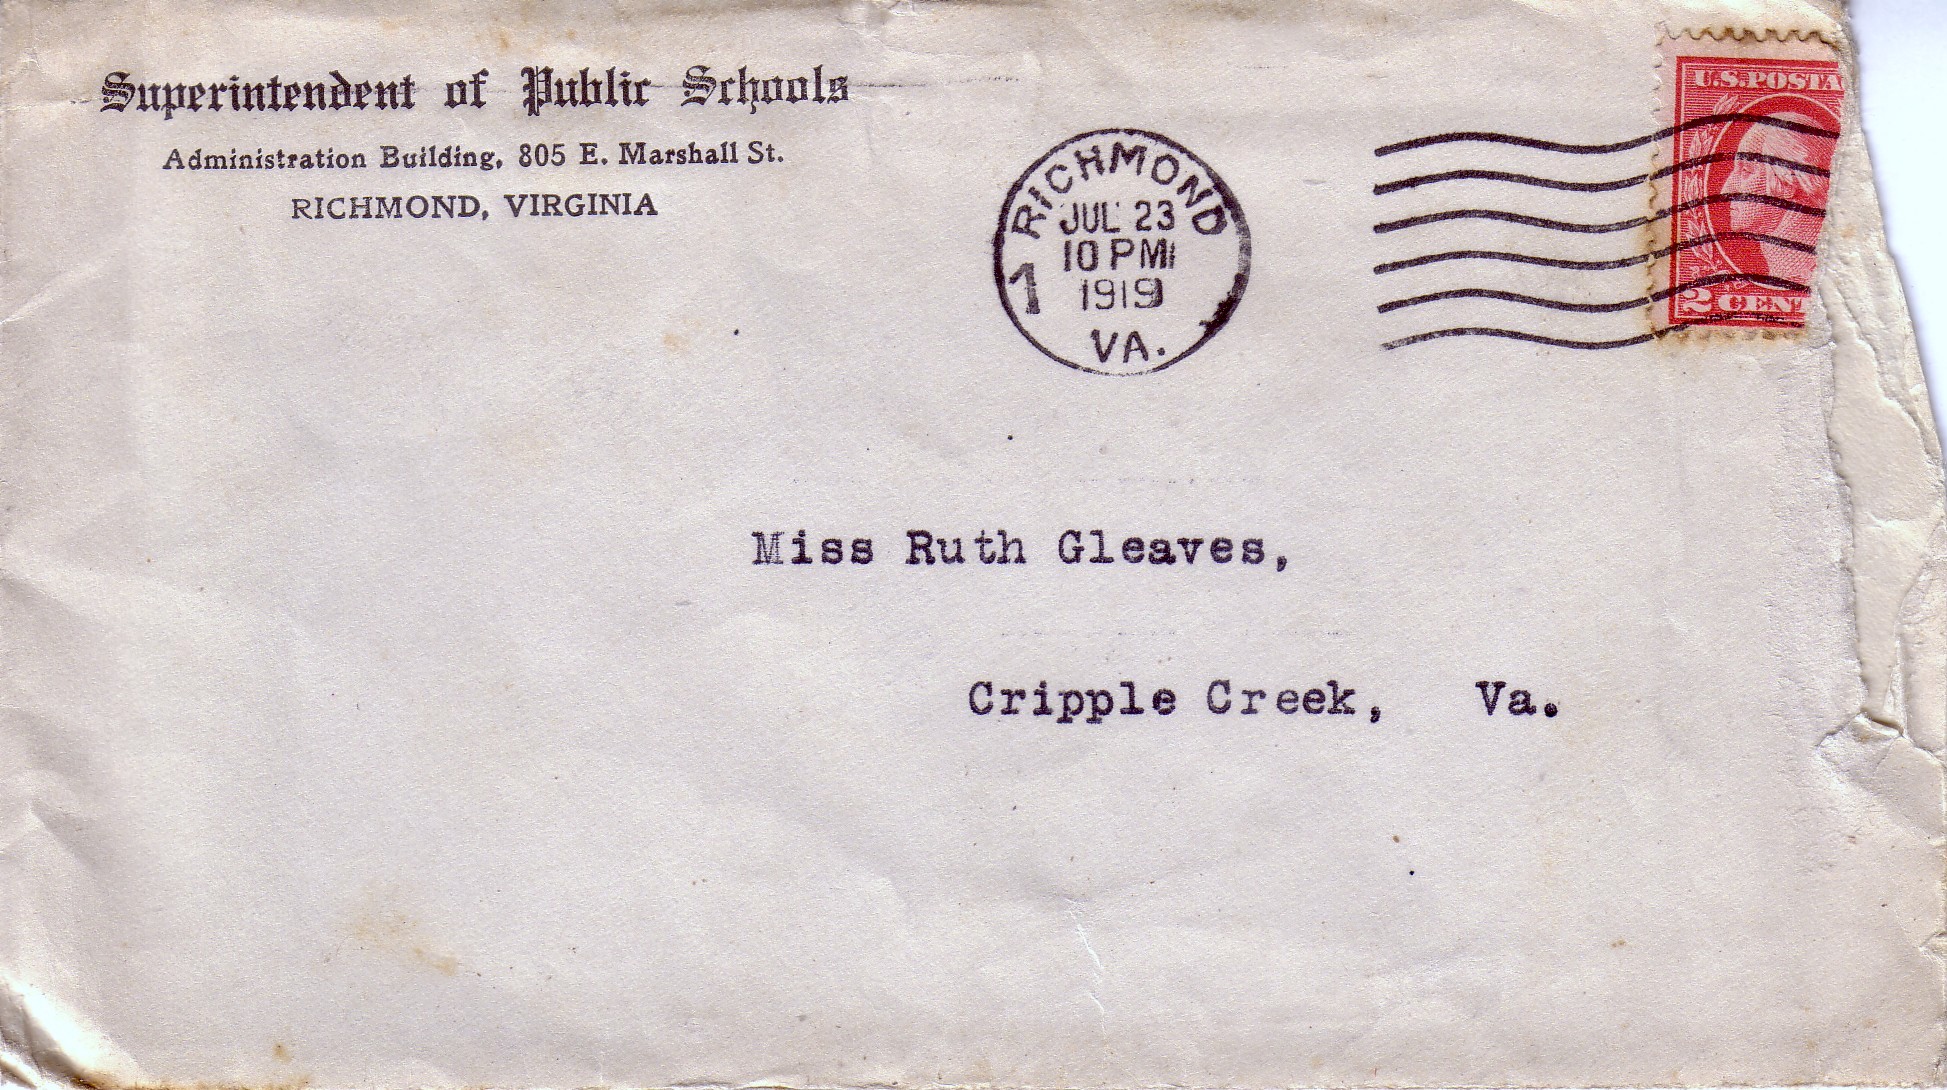 Superintendent of Public Schools
Administration Building, 805 E. Marshall St.
RICHMOND, VIRGINIA
RICHMOND
JUL 23
10 PM
1919
1
VA.
U.S. POSTA
2 CENT
Miss Ruth Gleaves,
Cripple Creek, Va.